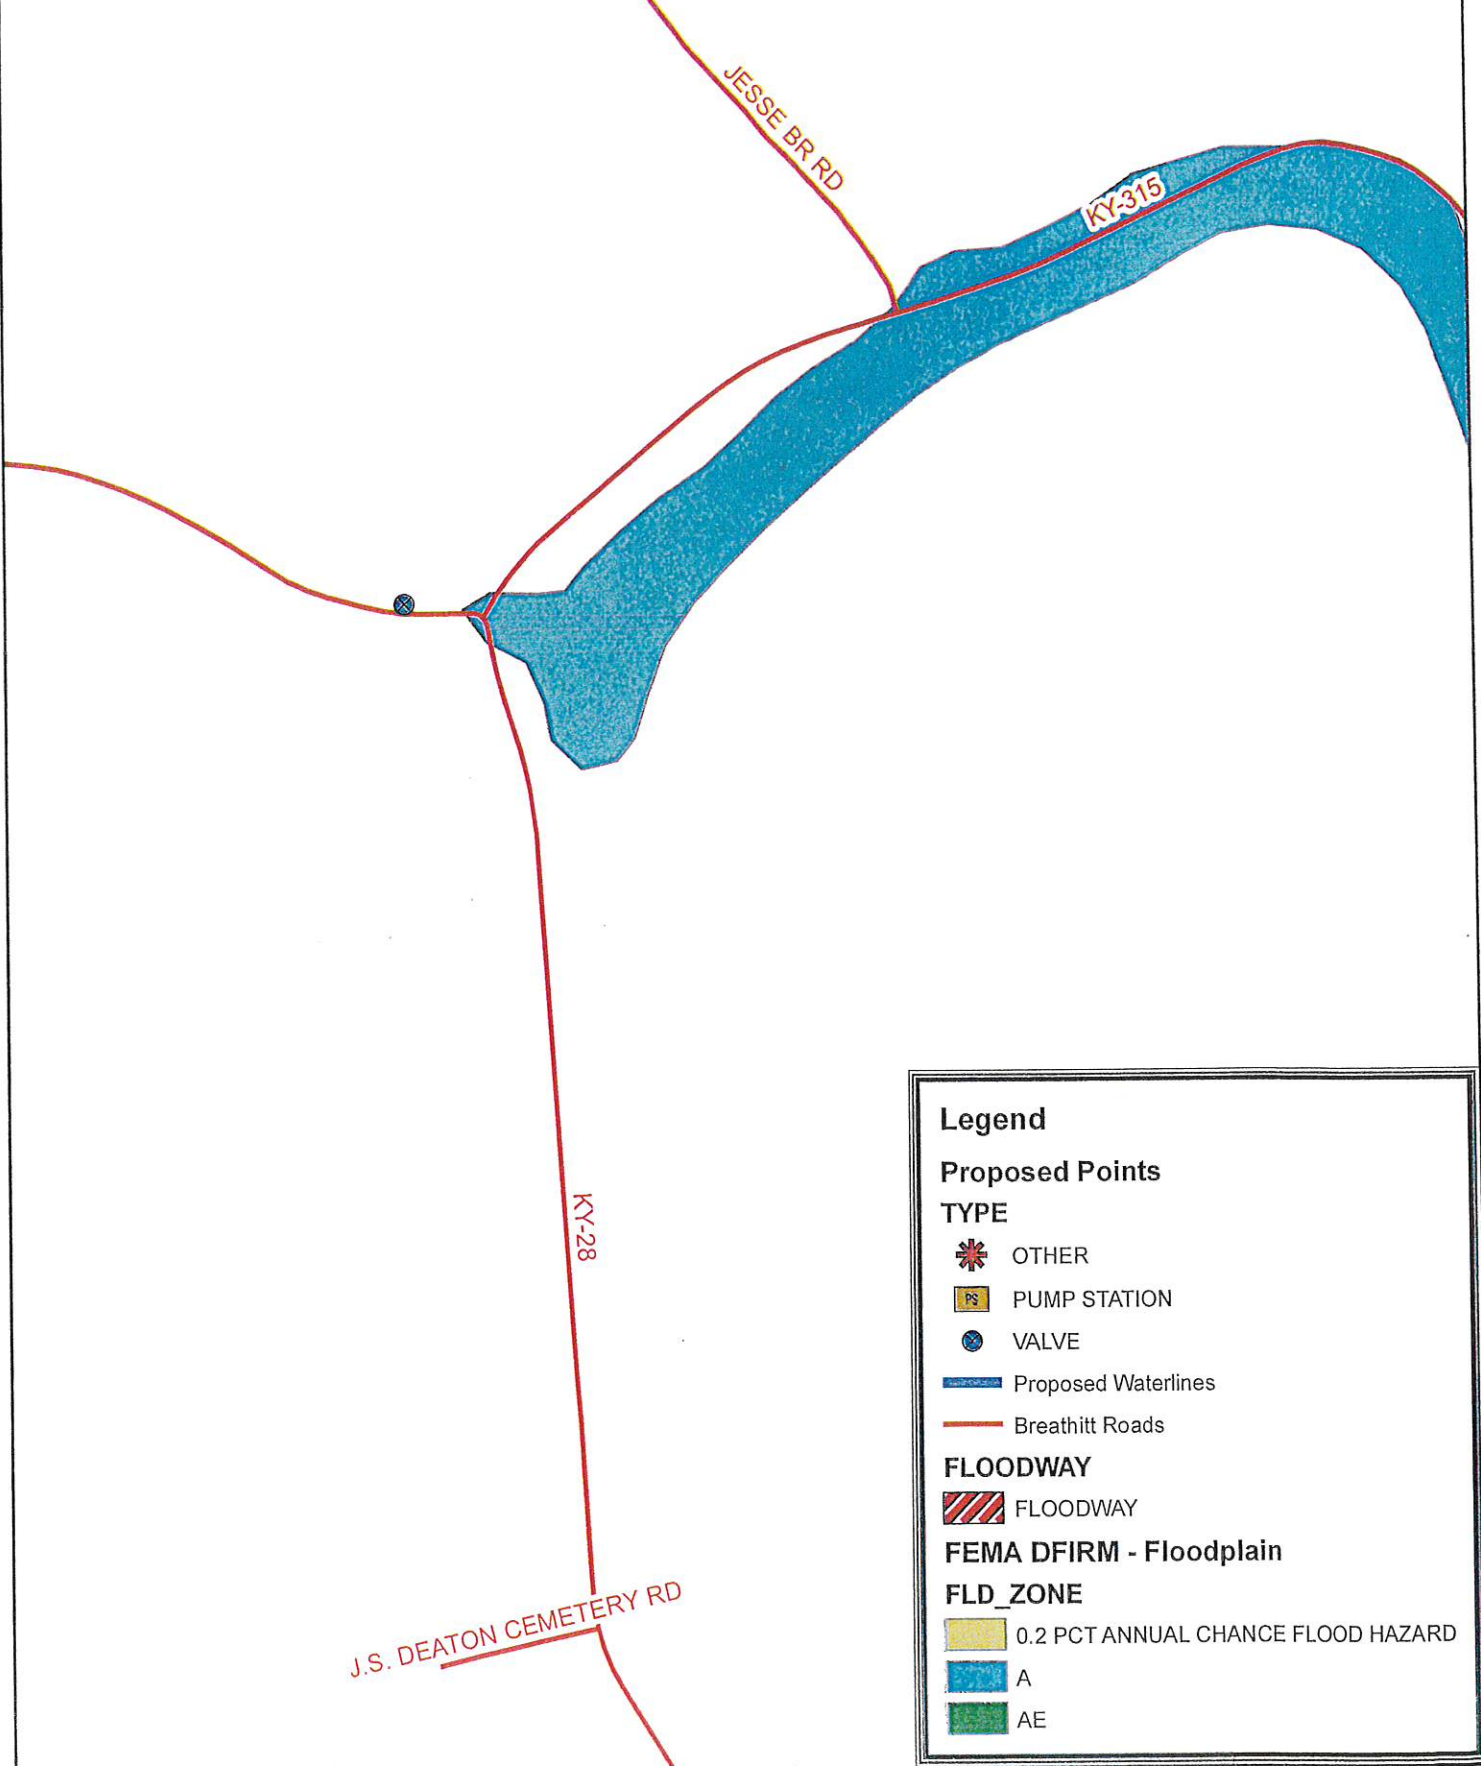 JESSE BR RD
KY-315
KY-28
J.S. DEATON CEMETERY RD
Legend
Proposed Points
TYPE
OTHER
PS PUMP STATION
VALVE
Proposed Waterlines
Breathitt Roads
FLOODWAY
FLOODWAY
FEMA DFIRM - Floodplain
FLD_ZONE
0.2 PCT ANNUAL CHANCE FLOOD HAZARD
A
AE